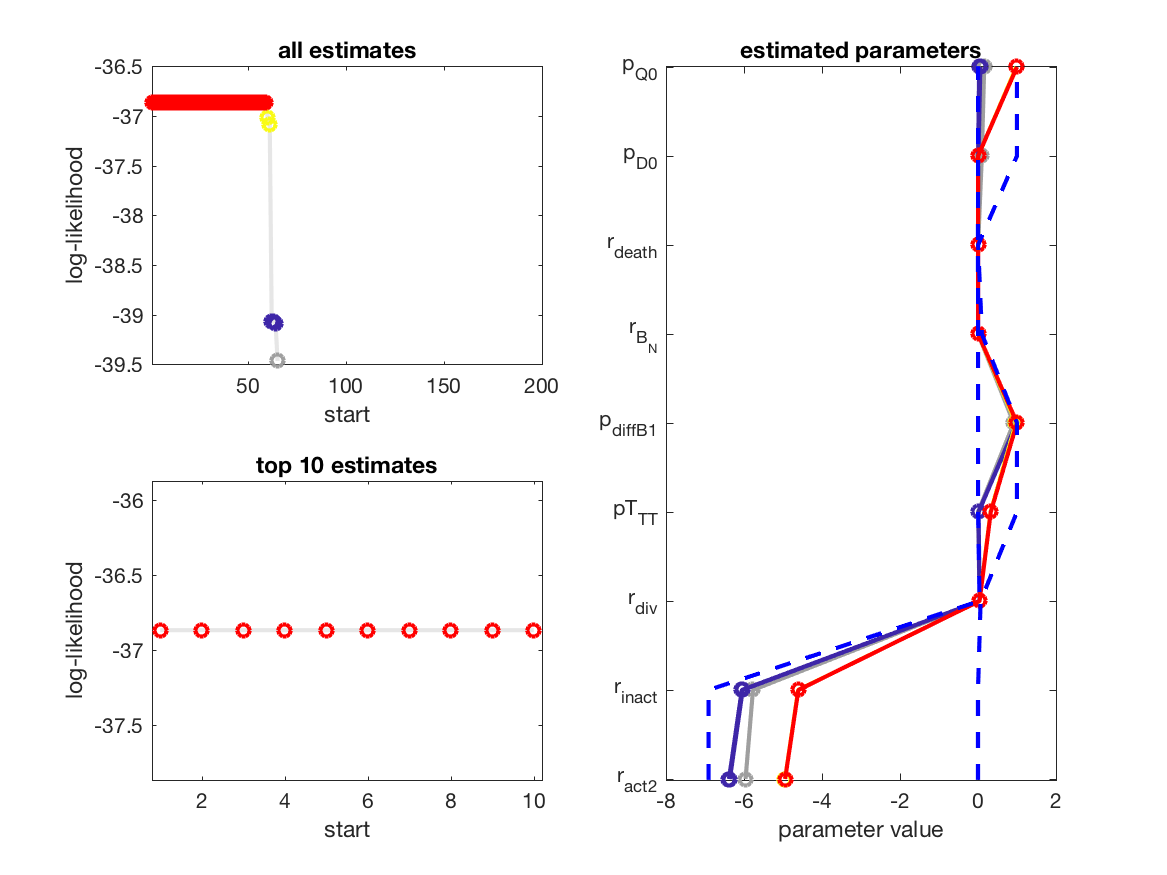 all estimates
-36.5
-37
-37.5
-38
-38.5
-39
-39.5
50 100 150 200
log-likelihood
start
top 10 estimates
-36
-36.5
-37
-37.5
2 4 6 8 10
log-likelihood
start
estimated parameters
pQ0
pD0
rdeath
rBN
pdiffB1
pTTT
rdiv
rinact
ract2
-8 -6 -4 -2 0 2
parameter value